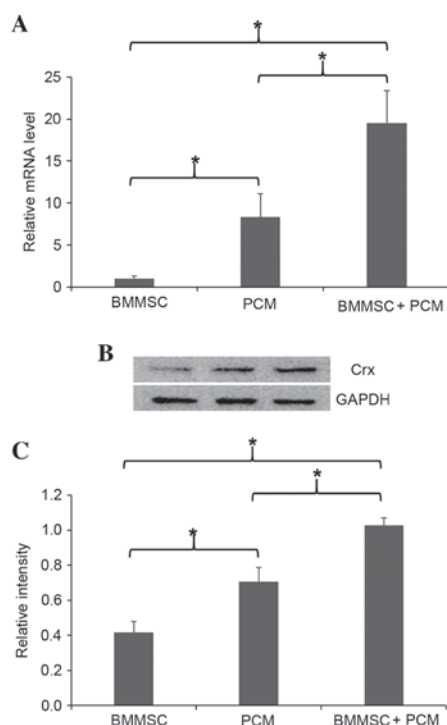 A
*
*
*
Relative mRNA level
25
20
15
10
5
0
BMMSC PCM BMMSC + PCM
B
Crx
GAPDH
C
*
*
*
Relative intensity
1.2
1.0
0.8
0.6
0.4
0.2
0.0
BMMSC PCM BMMSC + PCM